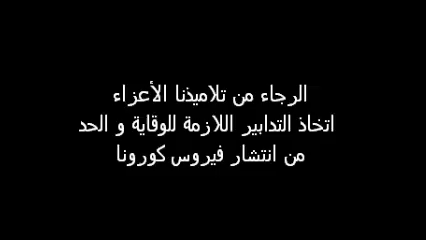 الرجاء من تلاميذنا الأعزاء
اتخاذ التدابير اللازمة للوقاية و الحد
من انتشار فيروس كورونا